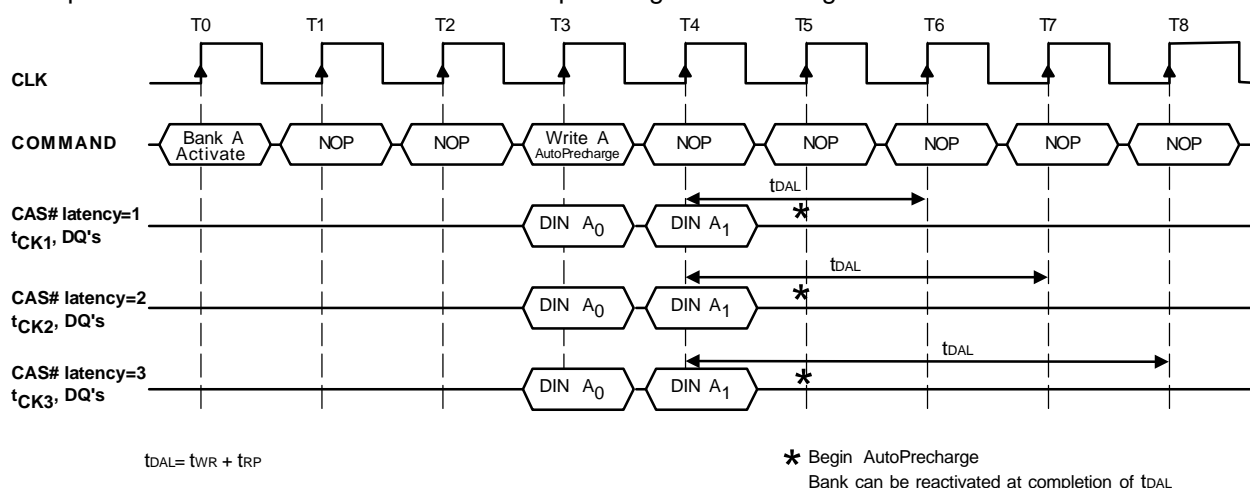 T0 T1 T2 T3 T4 T5 T6 T7 T8
CLK
COMMAND
Bank A Activate NOP NOP Write A AutoPrecharge NOP NOP NOP NOP NOP
tDAL
CAS# latency=1
tCK1, DQ's
DIN A0 DIN A1
*
tDAL
CAS# latency=2
tCK2, DQ's
DIN A0 DIN A1
*
tDAL
CAS# latency=3
tCK3, DQ's
DIN A0 DIN A1
*
tDAL= tWR + tRP
* Begin AutoPrecharge
Bank can be reactivated at completion of tDAL